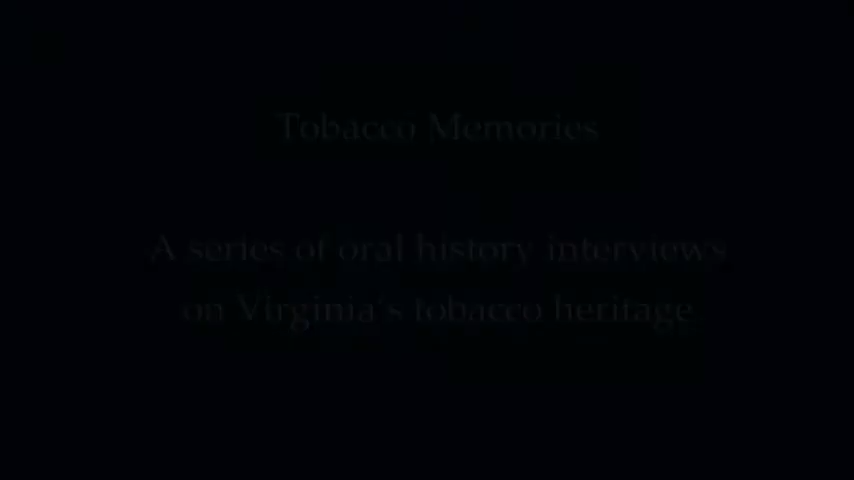 Tobacco Memories
A series of oral history interviews
on Virginia's tobacco heritage